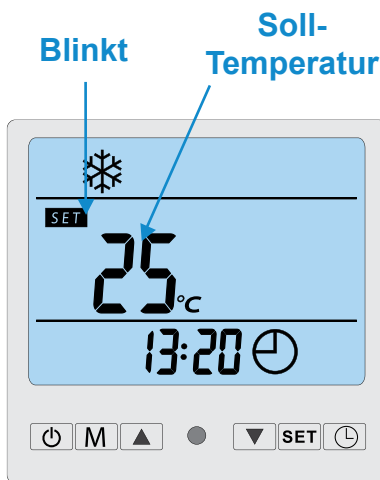 Blinkt
Soll-
Temperatur
SET
25 °C
13:20
M SET